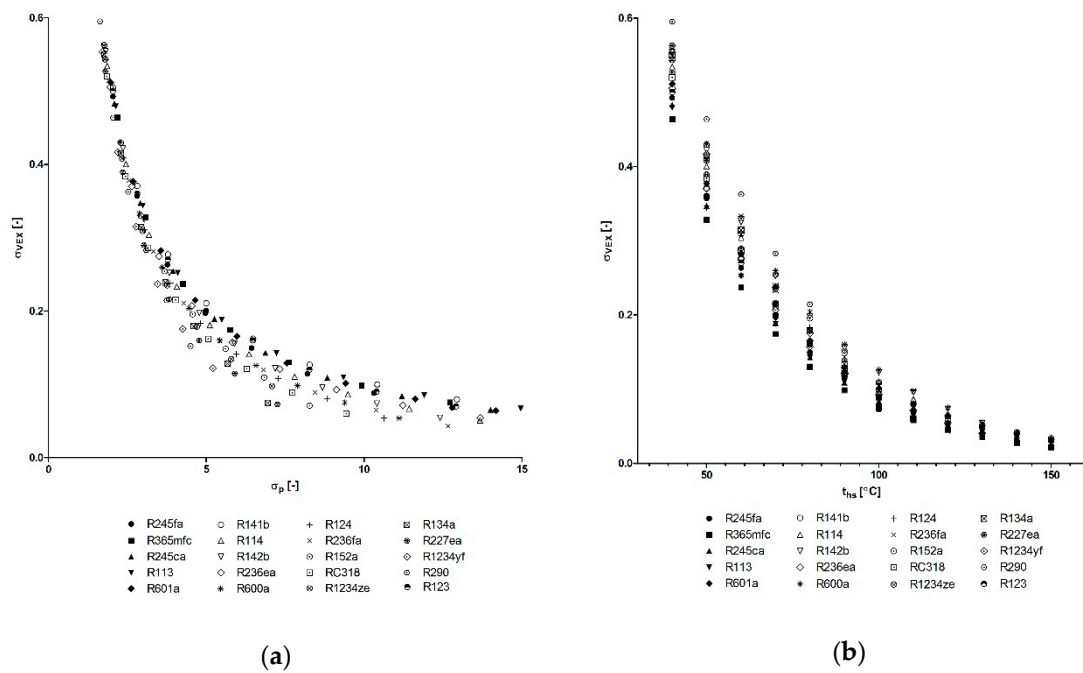 a)
b)
0.6
0.4
0.2
0.0
σVEX [-]
0 5 10 15
σp [-]
R245fa R141b R124 R134a
R365mfc R114 R236fa R227ea
R245ca R142b R152a R1234yf
R113 R236ea RC318 R290
R601a R600a R1234ze R123
(a)
0.6
0.4
0.2
0.0
σVEX [-]
50 100 150
ths [°C]
R245fa R141b R124 R134a
R365mfc R114 R236fa R227ea
R245ca R142b R152a R1234yf
R113 R236ea RC318 R290
R601a R600a R1234ze R123
(b)